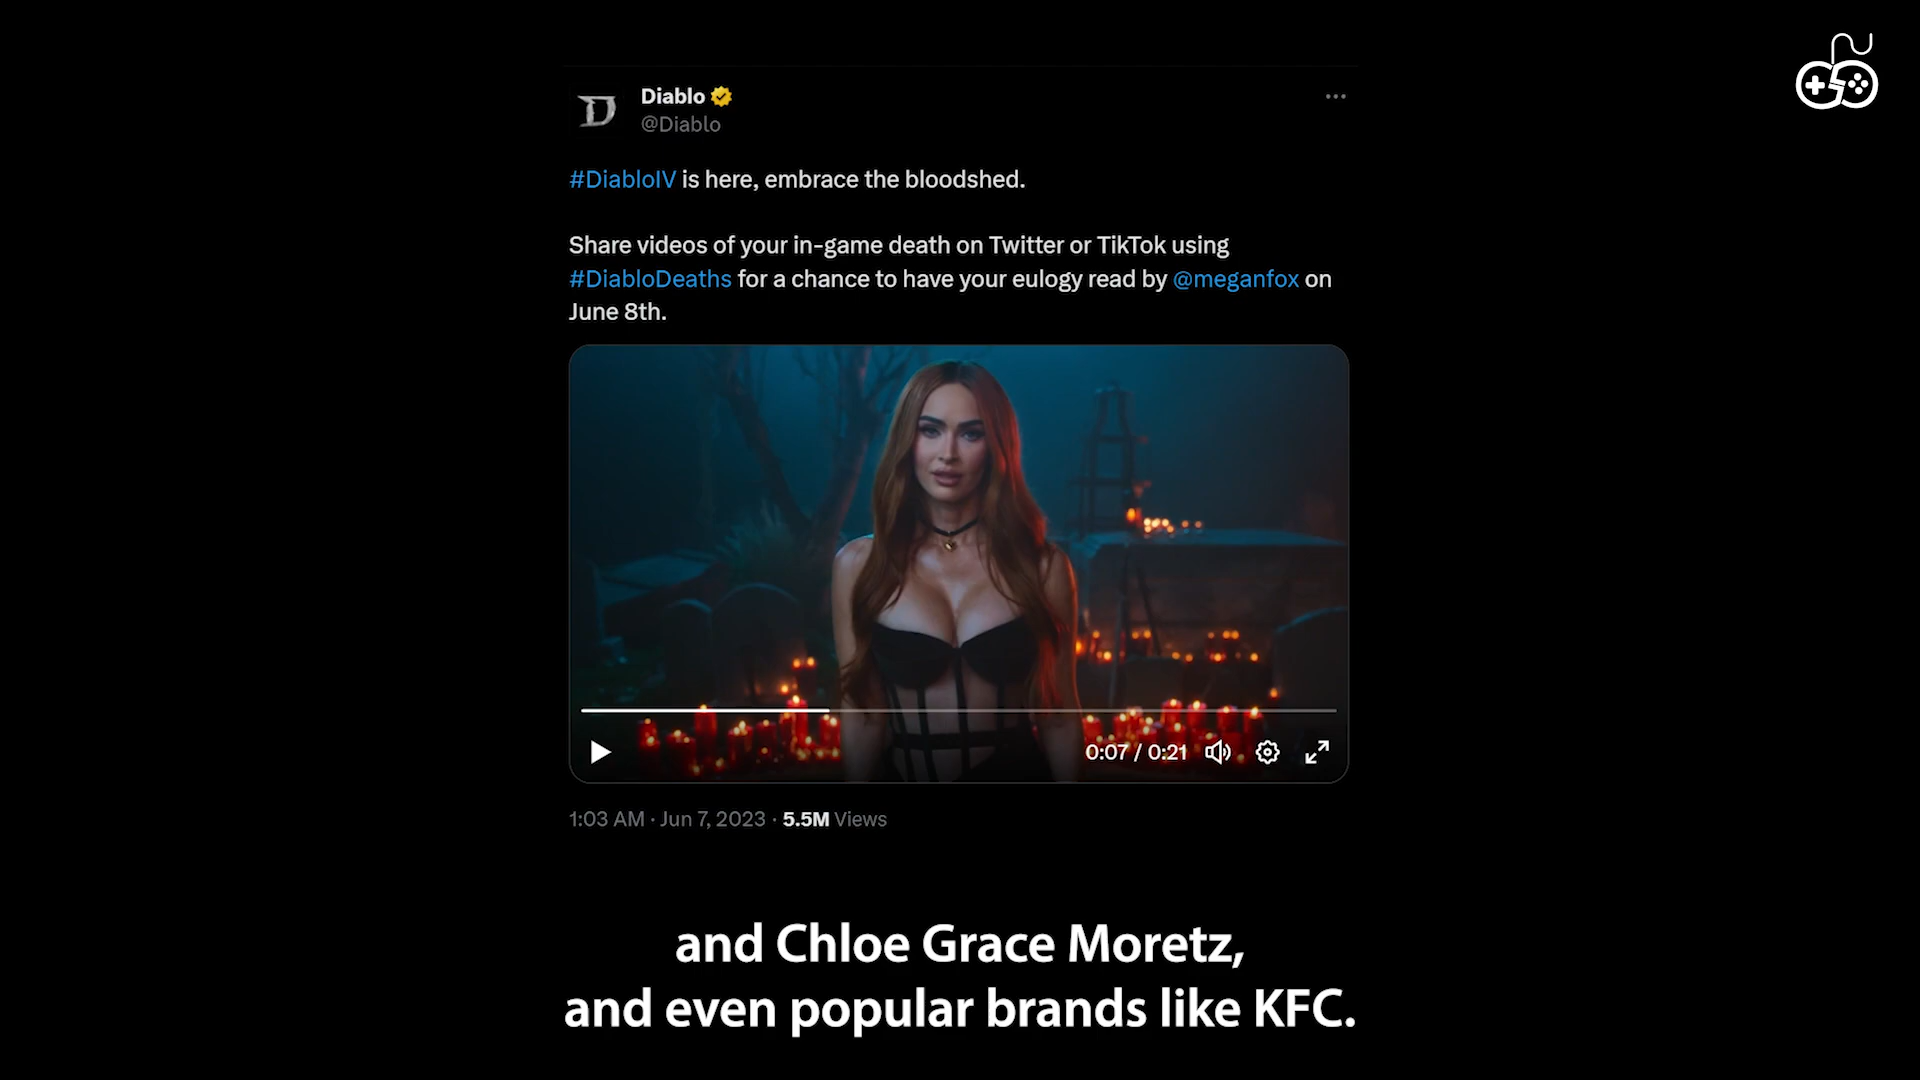 Diablo
@Diablo
#DiabloIV is here, embrace the bloodshed.
Share videos of your in-game death on Twitter or TikTok using
#DiabloDeaths for a chance to have your eulogy read by @meganfox on
June 8th.
0:07 / 0:21
1:03 AM · Jun 7, 2023 · 5.5M Views
and Chloe Grace Moretz,
and even popular brands like KFC.